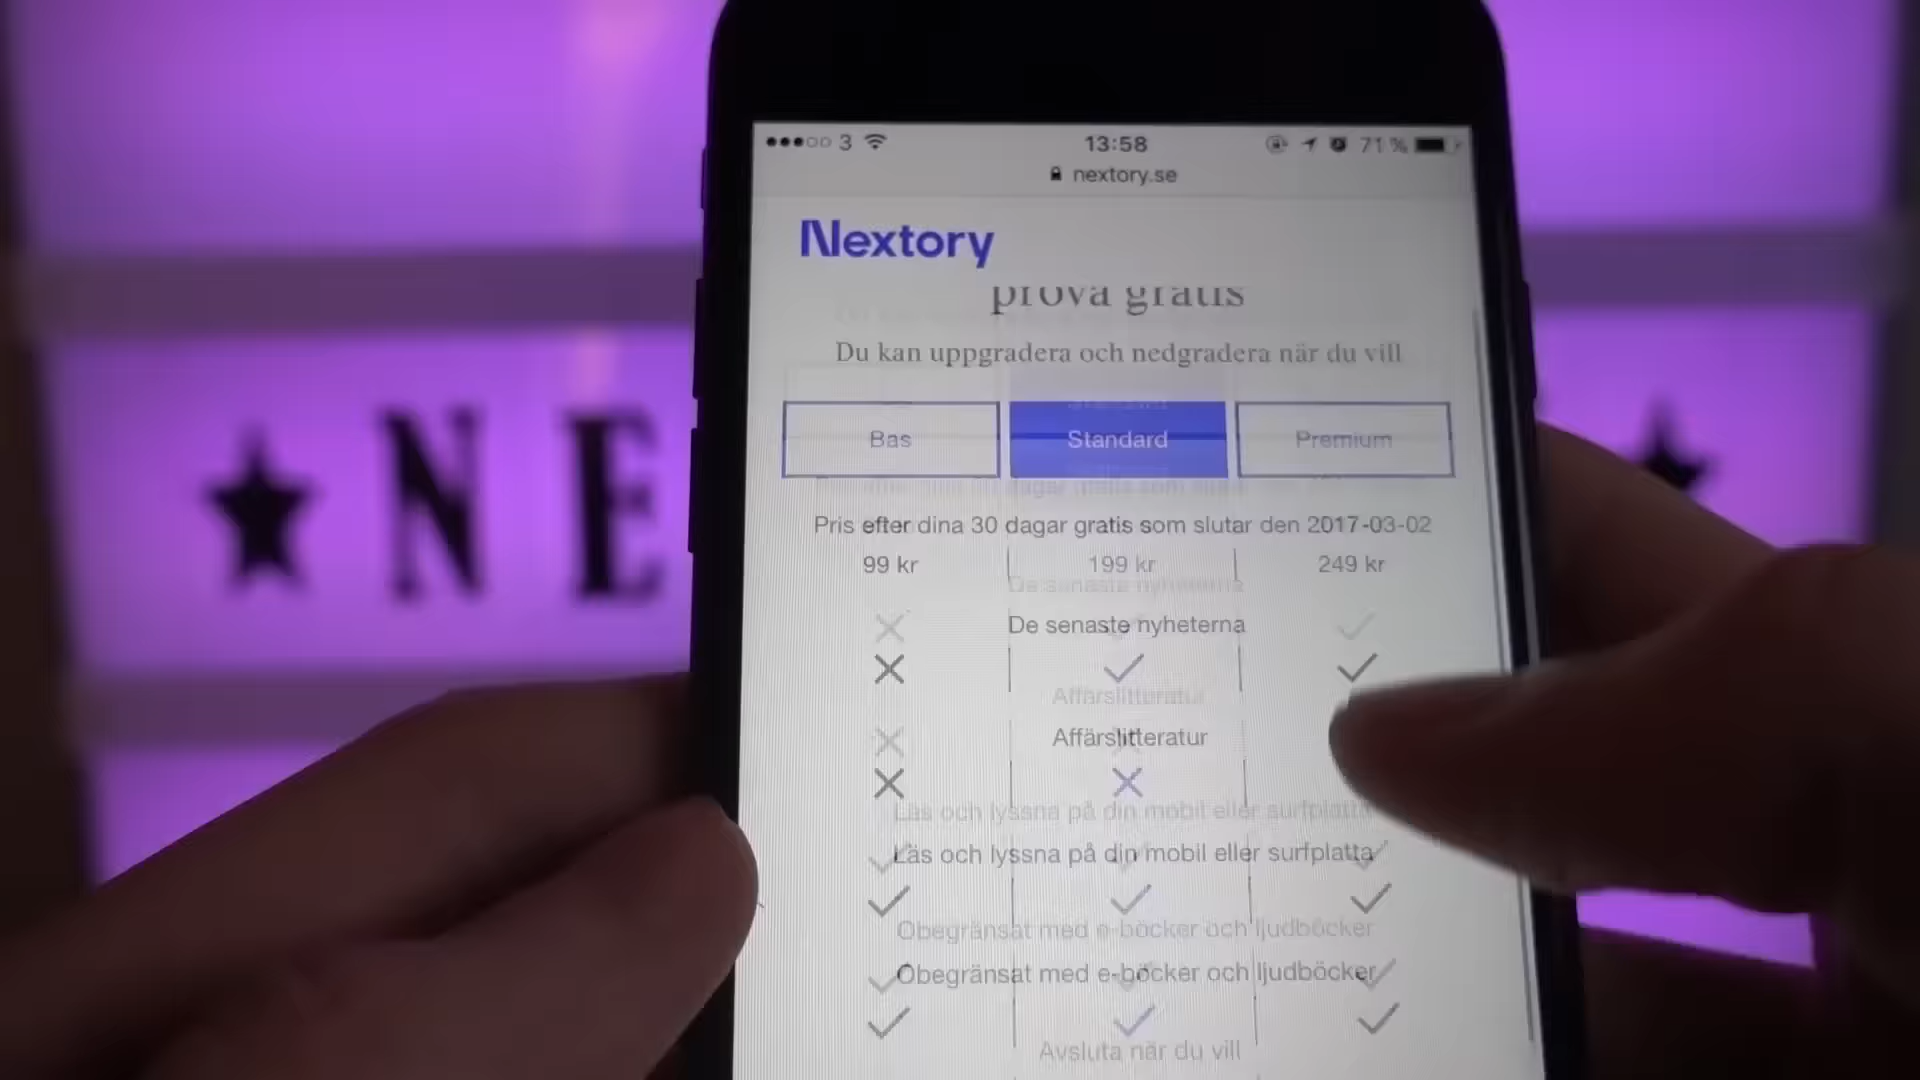 3 13:58 71 %
nextory.se
Nextory
prova gratis
Du kan uppgradera och nedgradera när du vill
Bas Standard Premium
Pris efter dina 30 dagar gratis som slutar den 2017-03-02
99 kr 199 kr 249 kr
De senaste nyheterna
Affärslitteratur
Läs och lyssna på din mobil eller surfplatta
Obegränsat med e-böcker och ljudböcker
Avsluta när du vill
N E